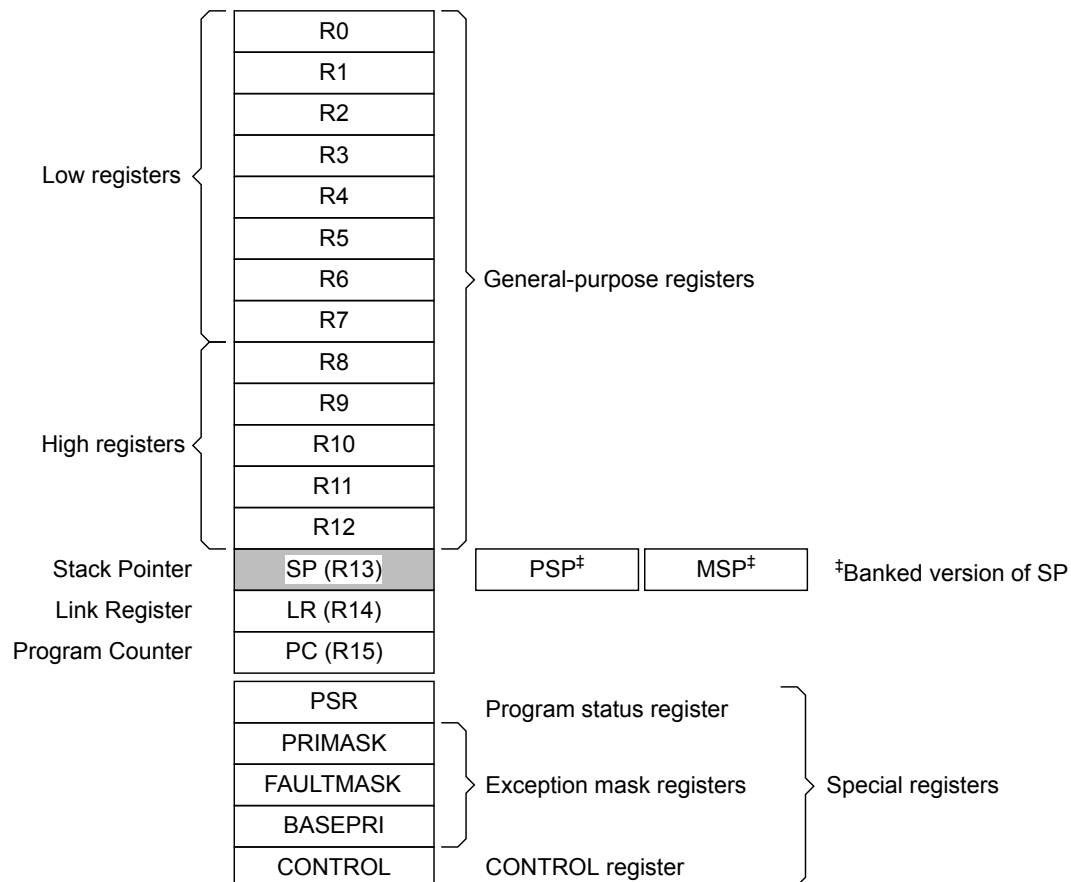 R0
R1
R2
R3
Low registers
R4
R5
R6
General-purpose registers
R7
R8
R9
High registers
R10
R11
R12
Stack Pointer SP (R13) PSP‡ MSP‡ ‡Banked version of SP
Link Register LR (R14)
Program Counter PC (R15)
PSR Program status register
PRIMASK
FAULTMASK Exception mask registers Special registers
BASEPRI
CONTROL CONTROL register